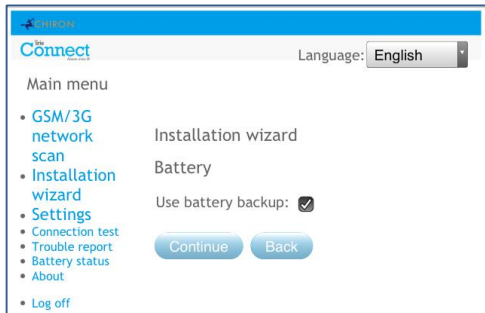 CHIRON
iris
Connect
Language: English
Main menu
GSM/3G
network
scan
Installation
wizard
Settings
Connection test
Trouble report
Battery status
About
Log off
Installation wizard
Battery
Use battery backup:
Continue Back